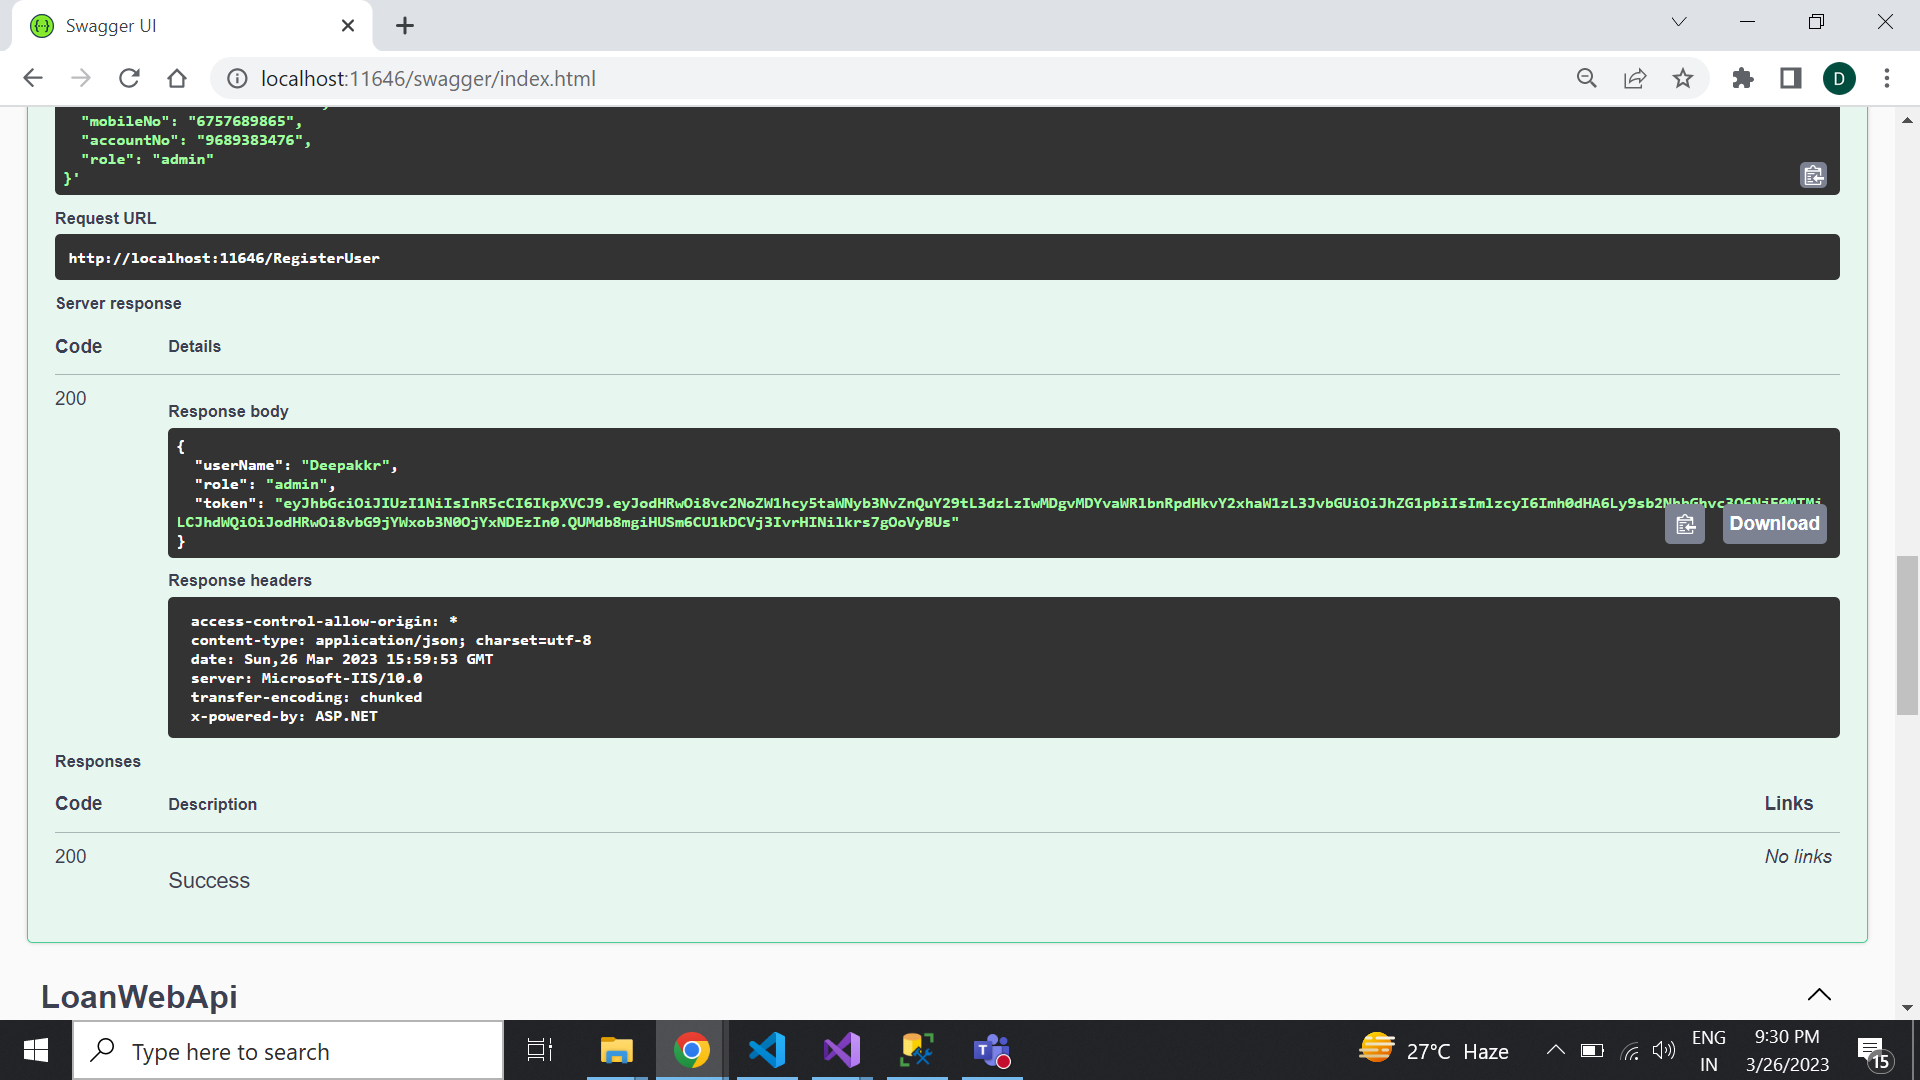 Swagger UI
localhost:11646/swagger/index.html
D
"mobileNo": "6757689865",
"accountNo": "9689383476",
"role": "admin"
}'
Request URL
http://localhost:11646/RegisterUser
Server response
Code Details
200
Response body
{
"userName": "Deepakkr",
"role": "admin",
"token":
Download
}
Response headers
access-control-allow-origin: *
content-type: application/json; charset=utf-8
date: Sun,26 Mar 2023 15:59:53 GMT
server: Microsoft-IIS/10.0
transfer-encoding: chunked
x-powered-by: ASP.NET
Responses
Code Description Links
200 No links
Success
LoanWebApi
Type here to search
27°C Haze
ENG
IN
9:30 PM
3/26/2023
15